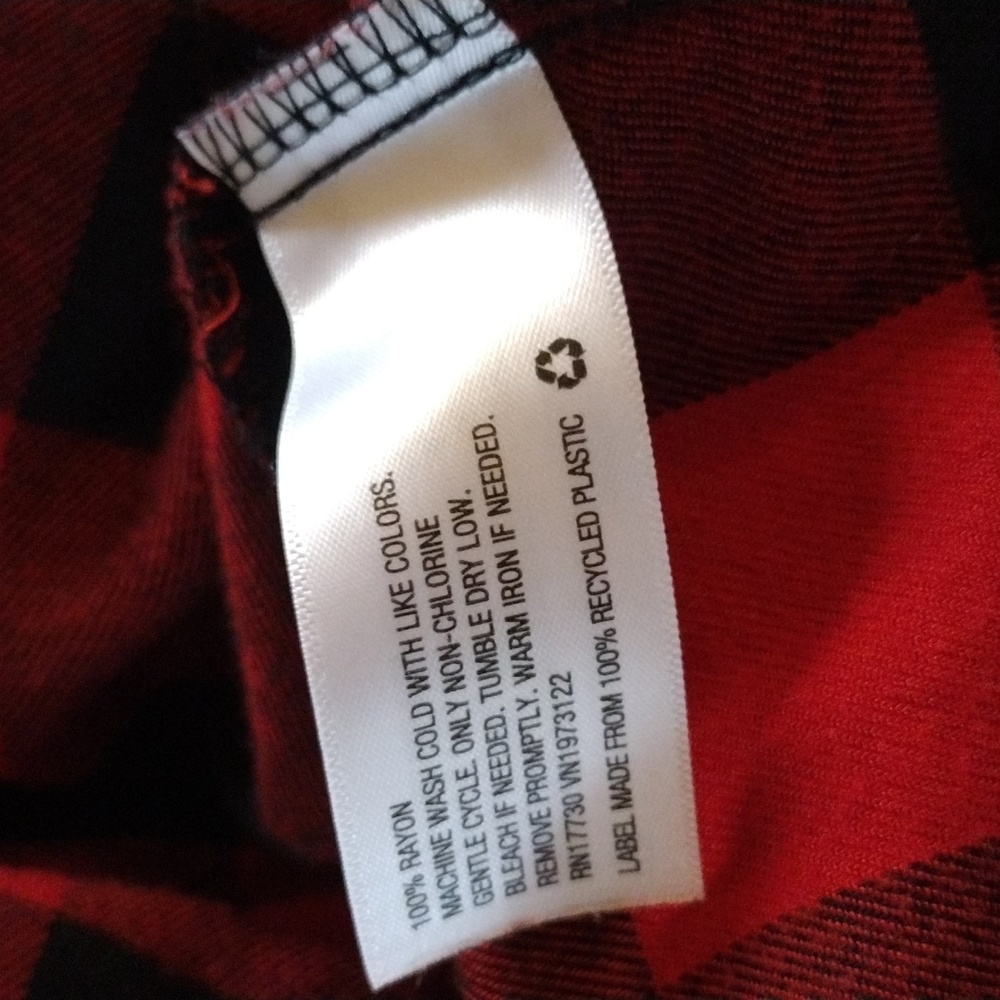 100% RAYON
MACHINE WASH COLD WITH LIKE COLORS.
GENTLE CYCLE. ONLY NON-CHLORINE
BLEACH IF NEEDED. TUMBLE DRY LOW.
REMOVE PROMPTLY. WARM IRON IF NEEDED.
RN17730 VN1973122
LABEL MADE FROM 100% RECYCLED PLASTIC